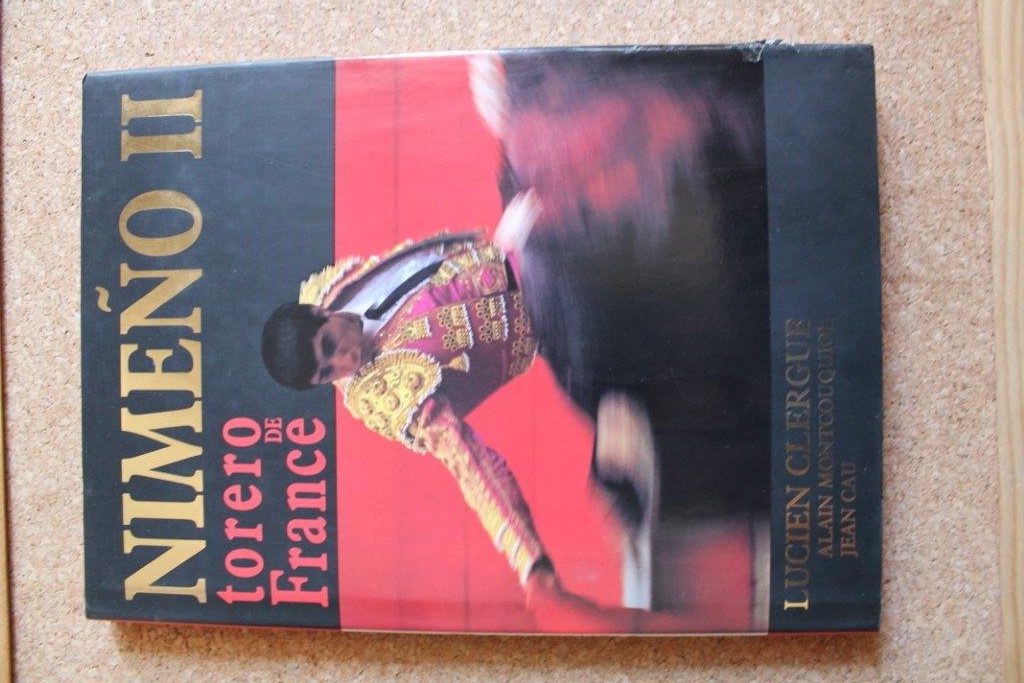 NIMEÑO II
torero
DE
France
LUCIEN CLERGUE
ALAIN MONTCOUQUIOL
JEAN CAU